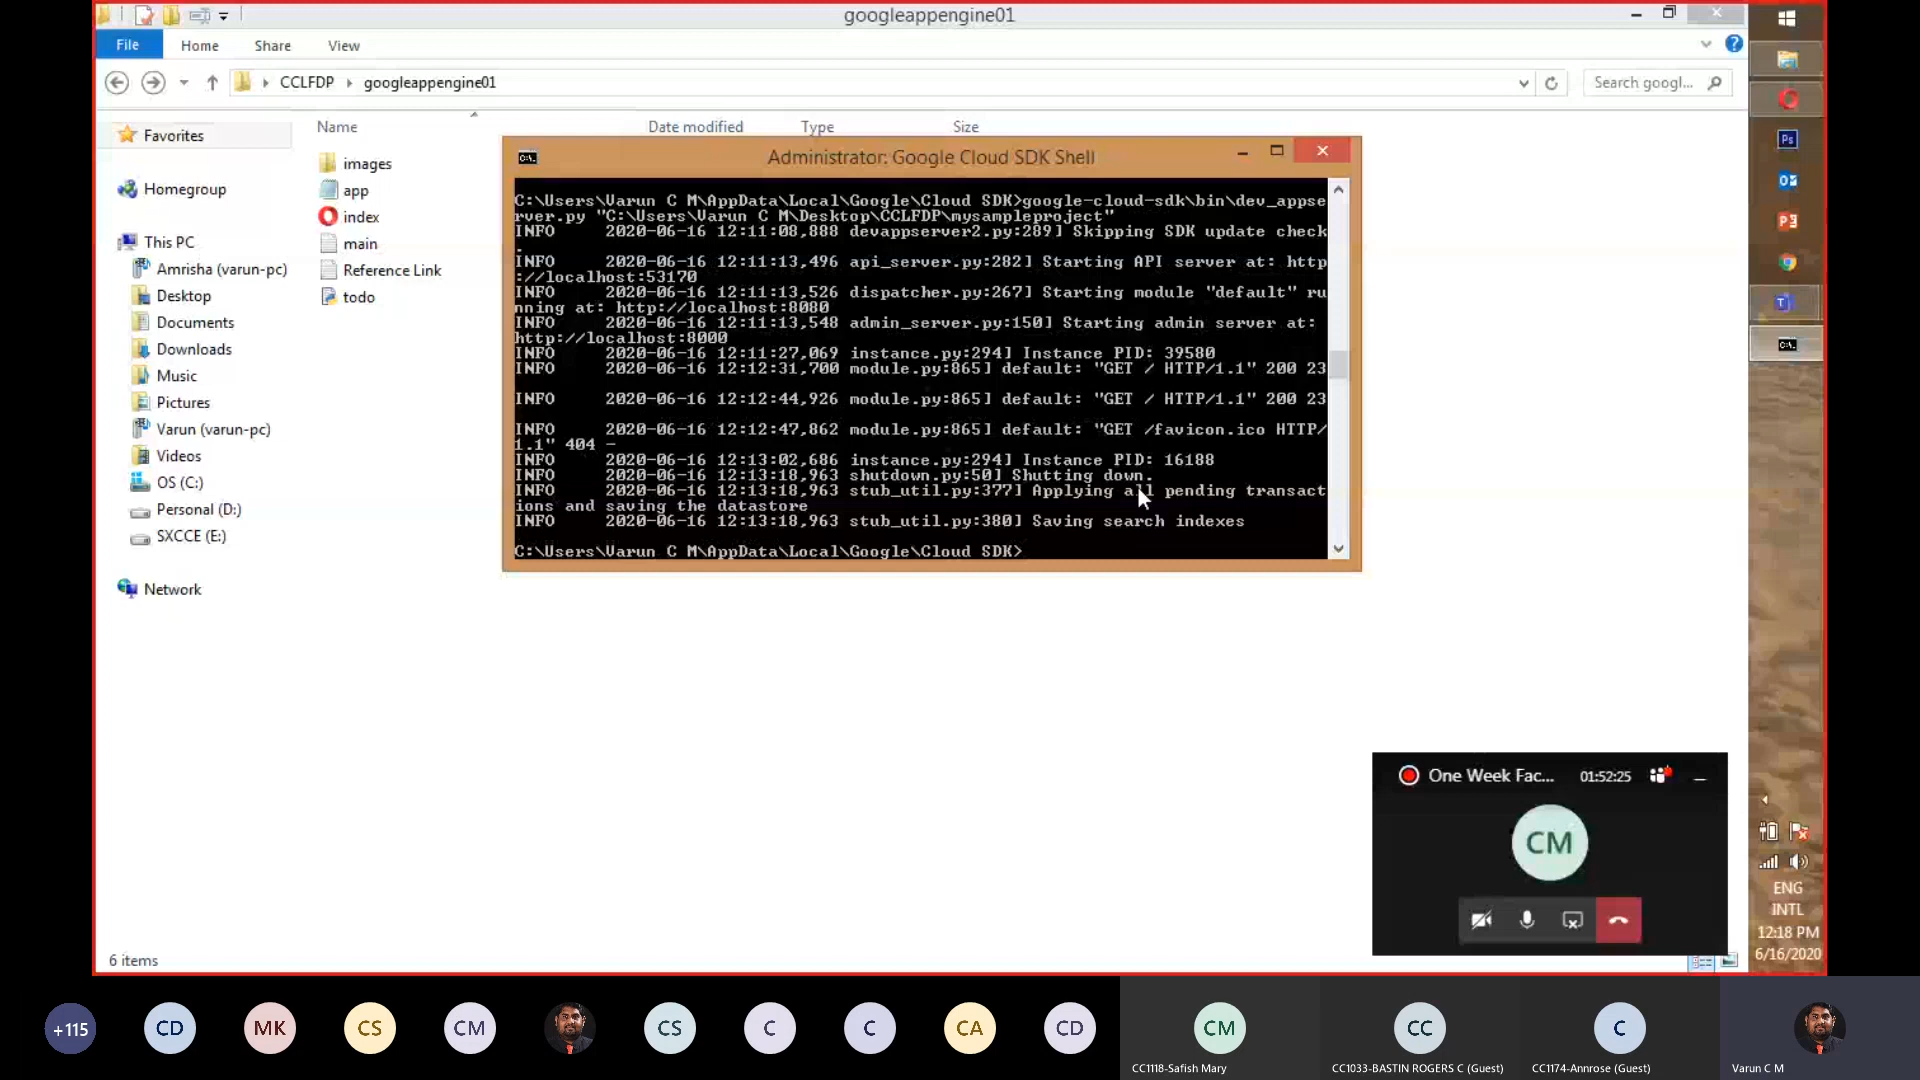 googleappengine01
File
Home
Share
View
CCLFDP
googleappengine01
Search googl...
Name
Date modified
Type
Size
Favorites
Homegroup
This PC
Amrisha (varun-pc)
Desktop
Documents
Downloads
Music
Pictures
Varun (varun-pc)
Videos
OS (C:)
Personal (D:)
SXCCE (E:)
Network
images
app
index
main
Reference Link
todo
Administrator: Google Cloud SDK Shell
C:\Users\Varun C M\AppData\Local\Google\Cloud SDK>google-cloud-sdk\bin\dev_appse
rver.py "C:\Users\Varun C M\Desktop\CCLFDP\mysampleproject"
INFO     2020-06-16 12:11:08,888 devappserver2.py:289] Skipping SDK update check
.
INFO     2020-06-16 12:11:13,496 api_server.py:282] Starting API server at: http
://localhost:53170
INFO     2020-06-16 12:11:13,526 dispatcher.py:267] Starting module "default" ru
nning at: http://localhost:8080
INFO     2020-06-16 12:11:13,548 admin_server.py:150] Starting admin server at:
http://localhost:8000
INFO     2020-06-16 12:11:27,069 instance.py:294] Instance PID: 39580
INFO     2020-06-16 12:12:31,700 module.py:865] default: "GET / HTTP/1.1" 200 23
INFO     2020-06-16 12:12:44,926 module.py:865] default: "GET / HTTP/1.1" 200 23
INFO     2020-06-16 12:12:47,862 module.py:865] default: "GET /favicon.ico HTTP/
1.1" 404 -
INFO     2020-06-16 12:13:02,686 instance.py:294] Instance PID: 16188
INFO     2020-06-16 12:13:18,963 shutdown.py:50] Shutting down.
INFO     2020-06-16 12:13:18,963 stub_util.py:377] Applying all pending transact
ions and saving the datastore
INFO     2020-06-16 12:13:18,963 stub_util.py:380] Saving search indexes
C:\Users\Varun C M\AppData\Local\Google\Cloud SDK>
Ps
One Week Fac...
01:52:25
CM
ENG
INTL
12:18 PM
6/16/2020
6 items
+115
CD
MK
CS
CM
CS
C
C
CA
CD
CM
CC
C
CC1118-Safish Mary
CC1033-BASTIN ROGERS C (Guest)
CC1174-Annrose (Guest)
Varun C M